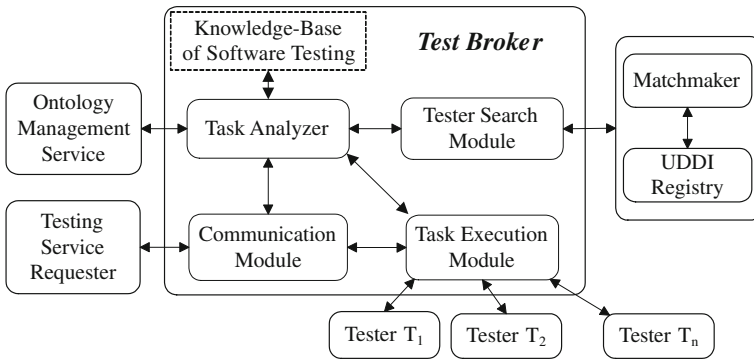 Knowledge-Base
of Software Testing
Test Broker
Matchmaker
Ontology
Management
Service
Task Analyzer
Tester Search
Module
UDDI
Registry
Testing
Service
Requester
Communication
Module
Task Execution
Module
Tester T1
Tester T2
Tester Tn